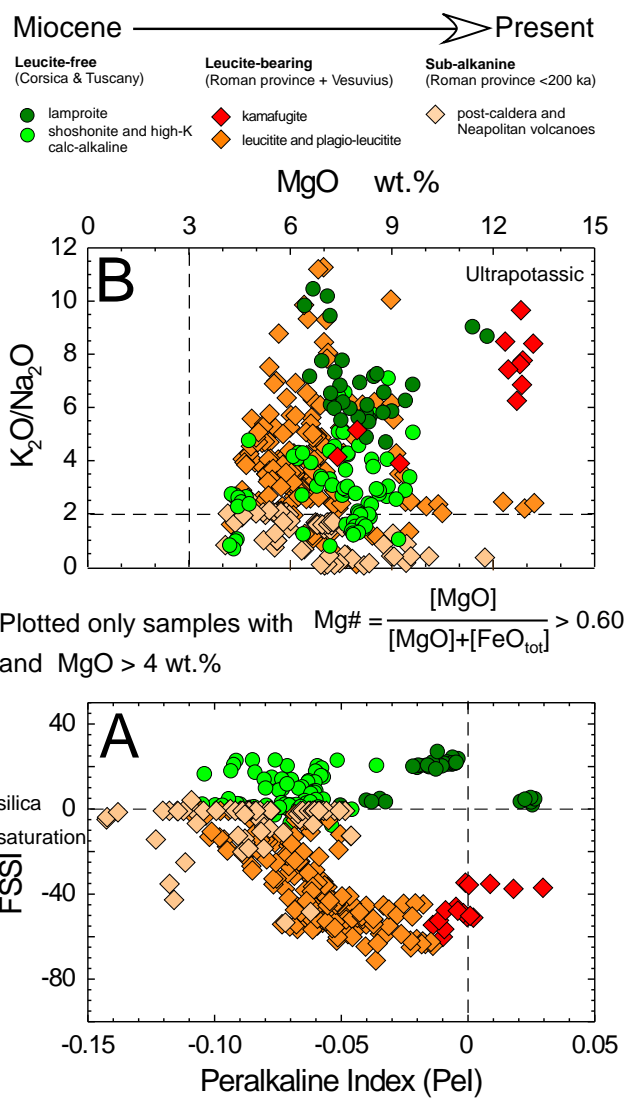 Miocene Present
Leucite-free Leucite-bearing Sub-alkanine
(Corsica & Tuscany) (Roman province + Vesuvius) (Roman province <200 ka)
lamproite kamafugite post-caldera and
shoshonite and high-K leucitite and plagio-leucitite Neapolitan volcanoes
calc-alkaline
MgO wt.%
0 3 6 9 12 15
12
B Ultrapotassic
10
8
6
4
2
0
K₂O/Na₂O
Plotted only samples with Mg# = [MgO] / [MgO]+[FeOₜₒₜ] > 0.60
and MgO > 4 wt.%
A
40
silica 0
saturation
FSSI
-40
-80
-0.15 -0.10 -0.05 0 0.05
Peralkaline Index (PeI)